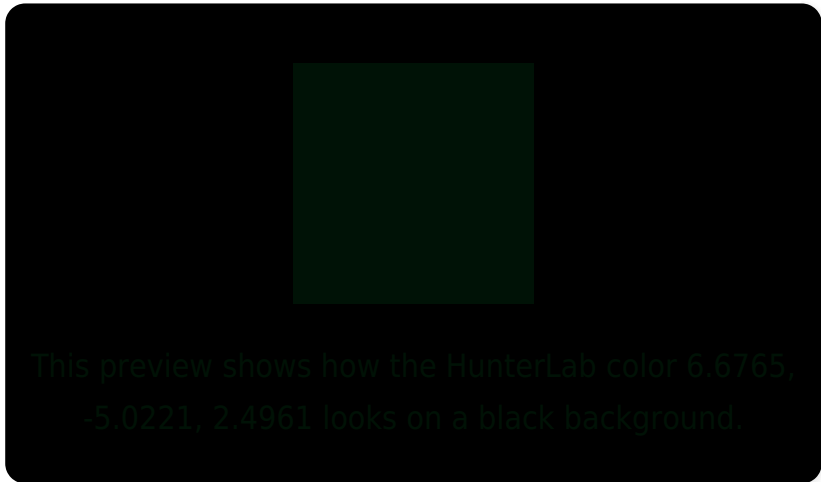 This preview shows how the HunterLab color 6.6765,
-5.0221, 2.4961 looks on a black background.